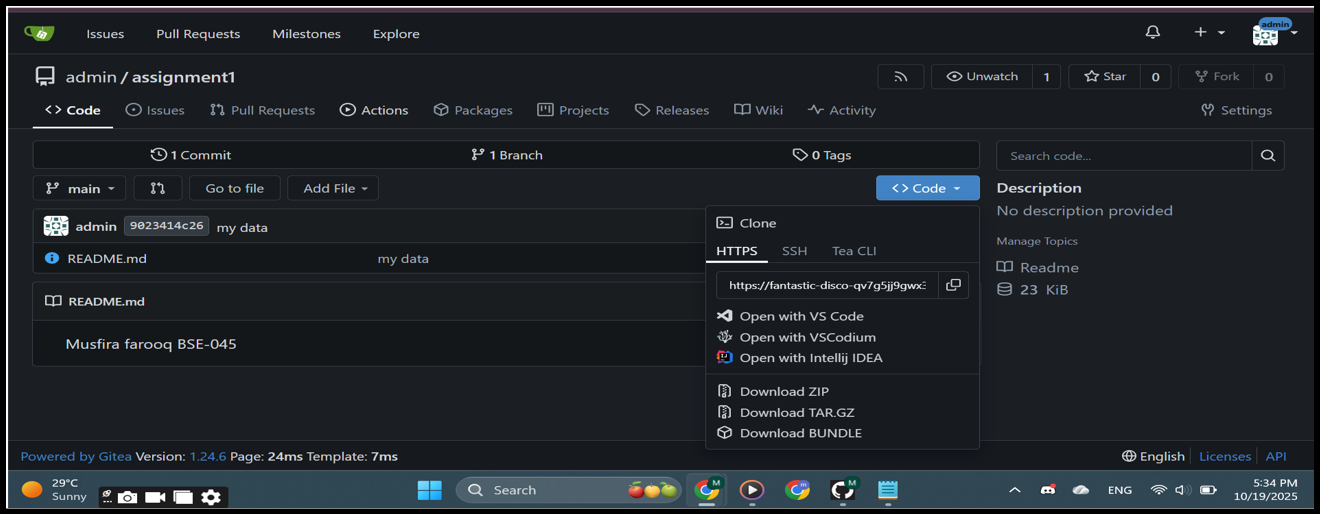 Issues Pull Requests Milestones Explore admin
admin / assignment1 Unwatch 1 Star 0 Fork 0
Code Issues Pull Requests Actions Packages Projects Releases Wiki Activity Settings
1 Commit 1 Branch 0 Tags
Search code...
main Go to file Add File Code
Description
No description provided
admin 9023414c26 my data
Clone
Manage Topics
HTTPS SSH Tea CLI
README.md my data
Readme
https://fantastic-disco-qv7g5jj9gwx
23 KiB
README.md
Open with VS Code
Open with VSCodium
Musfira farooq BSE-045
Open with Intellij IDEA
Download ZIP
Download TAR.GZ
Download BUNDLE
Powered by Gitea Version: 1.24.6 Page: 24ms Template: 7ms English Licenses API
29°C
Sunny
Search
M
m
M
ENG
5:34 PM
10/19/2025